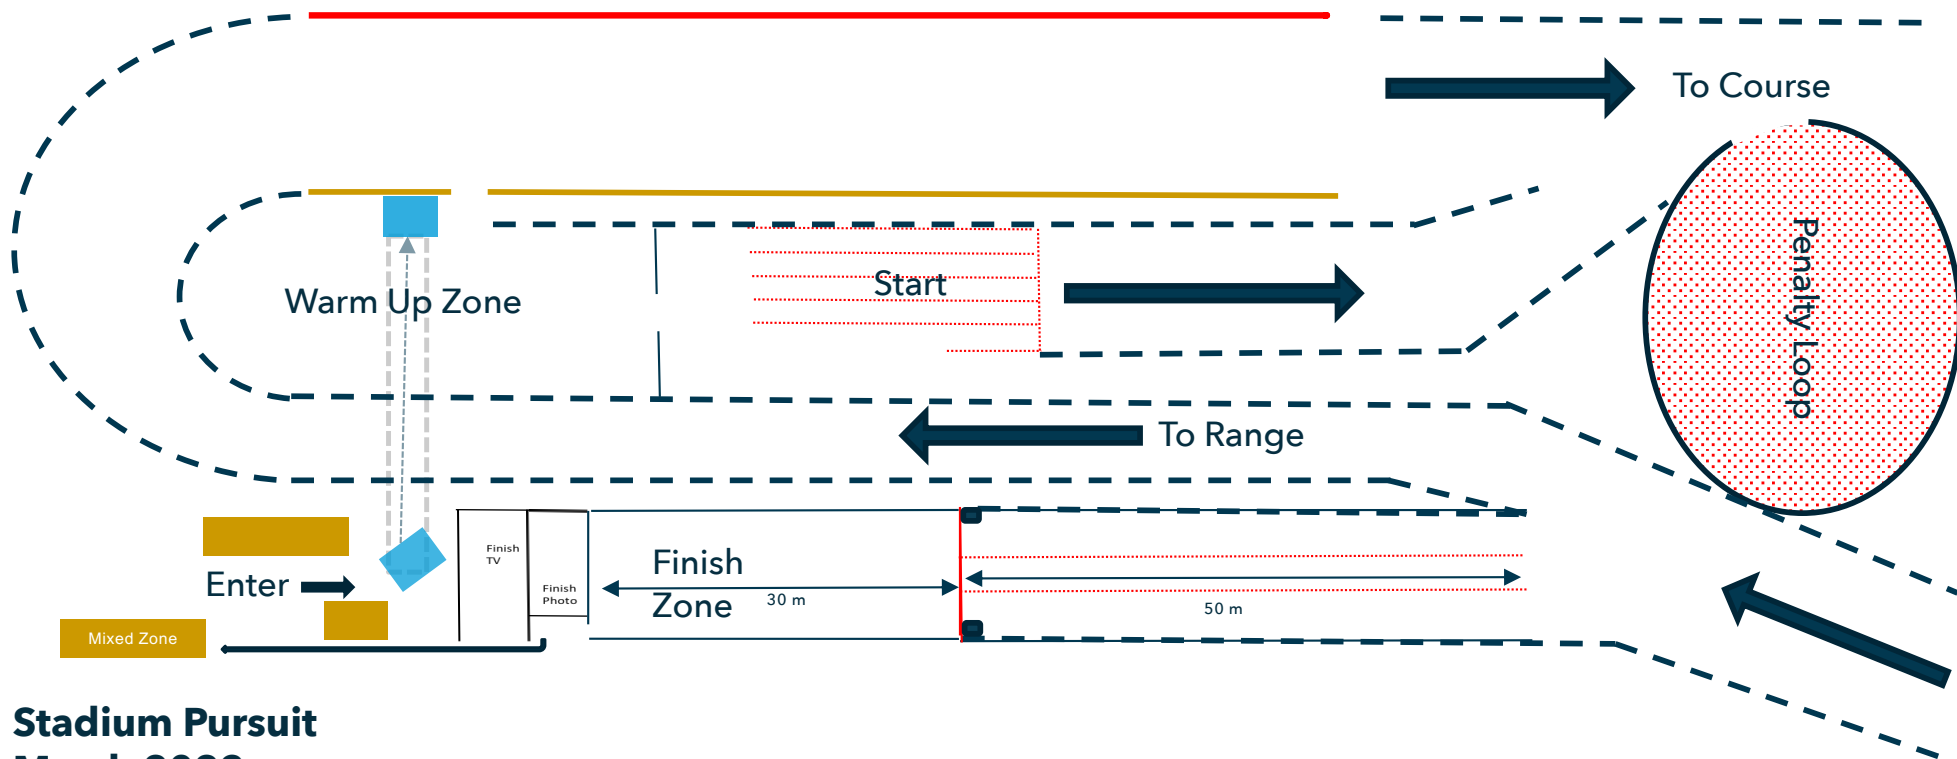 To Course
Penalty Loop
Start
Warm Up Zone
To Range
Finish
TV
Finish
Photo
Finish
Zone
30 m
50 m
Enter
Mixed Zone
Stadium Pursuit